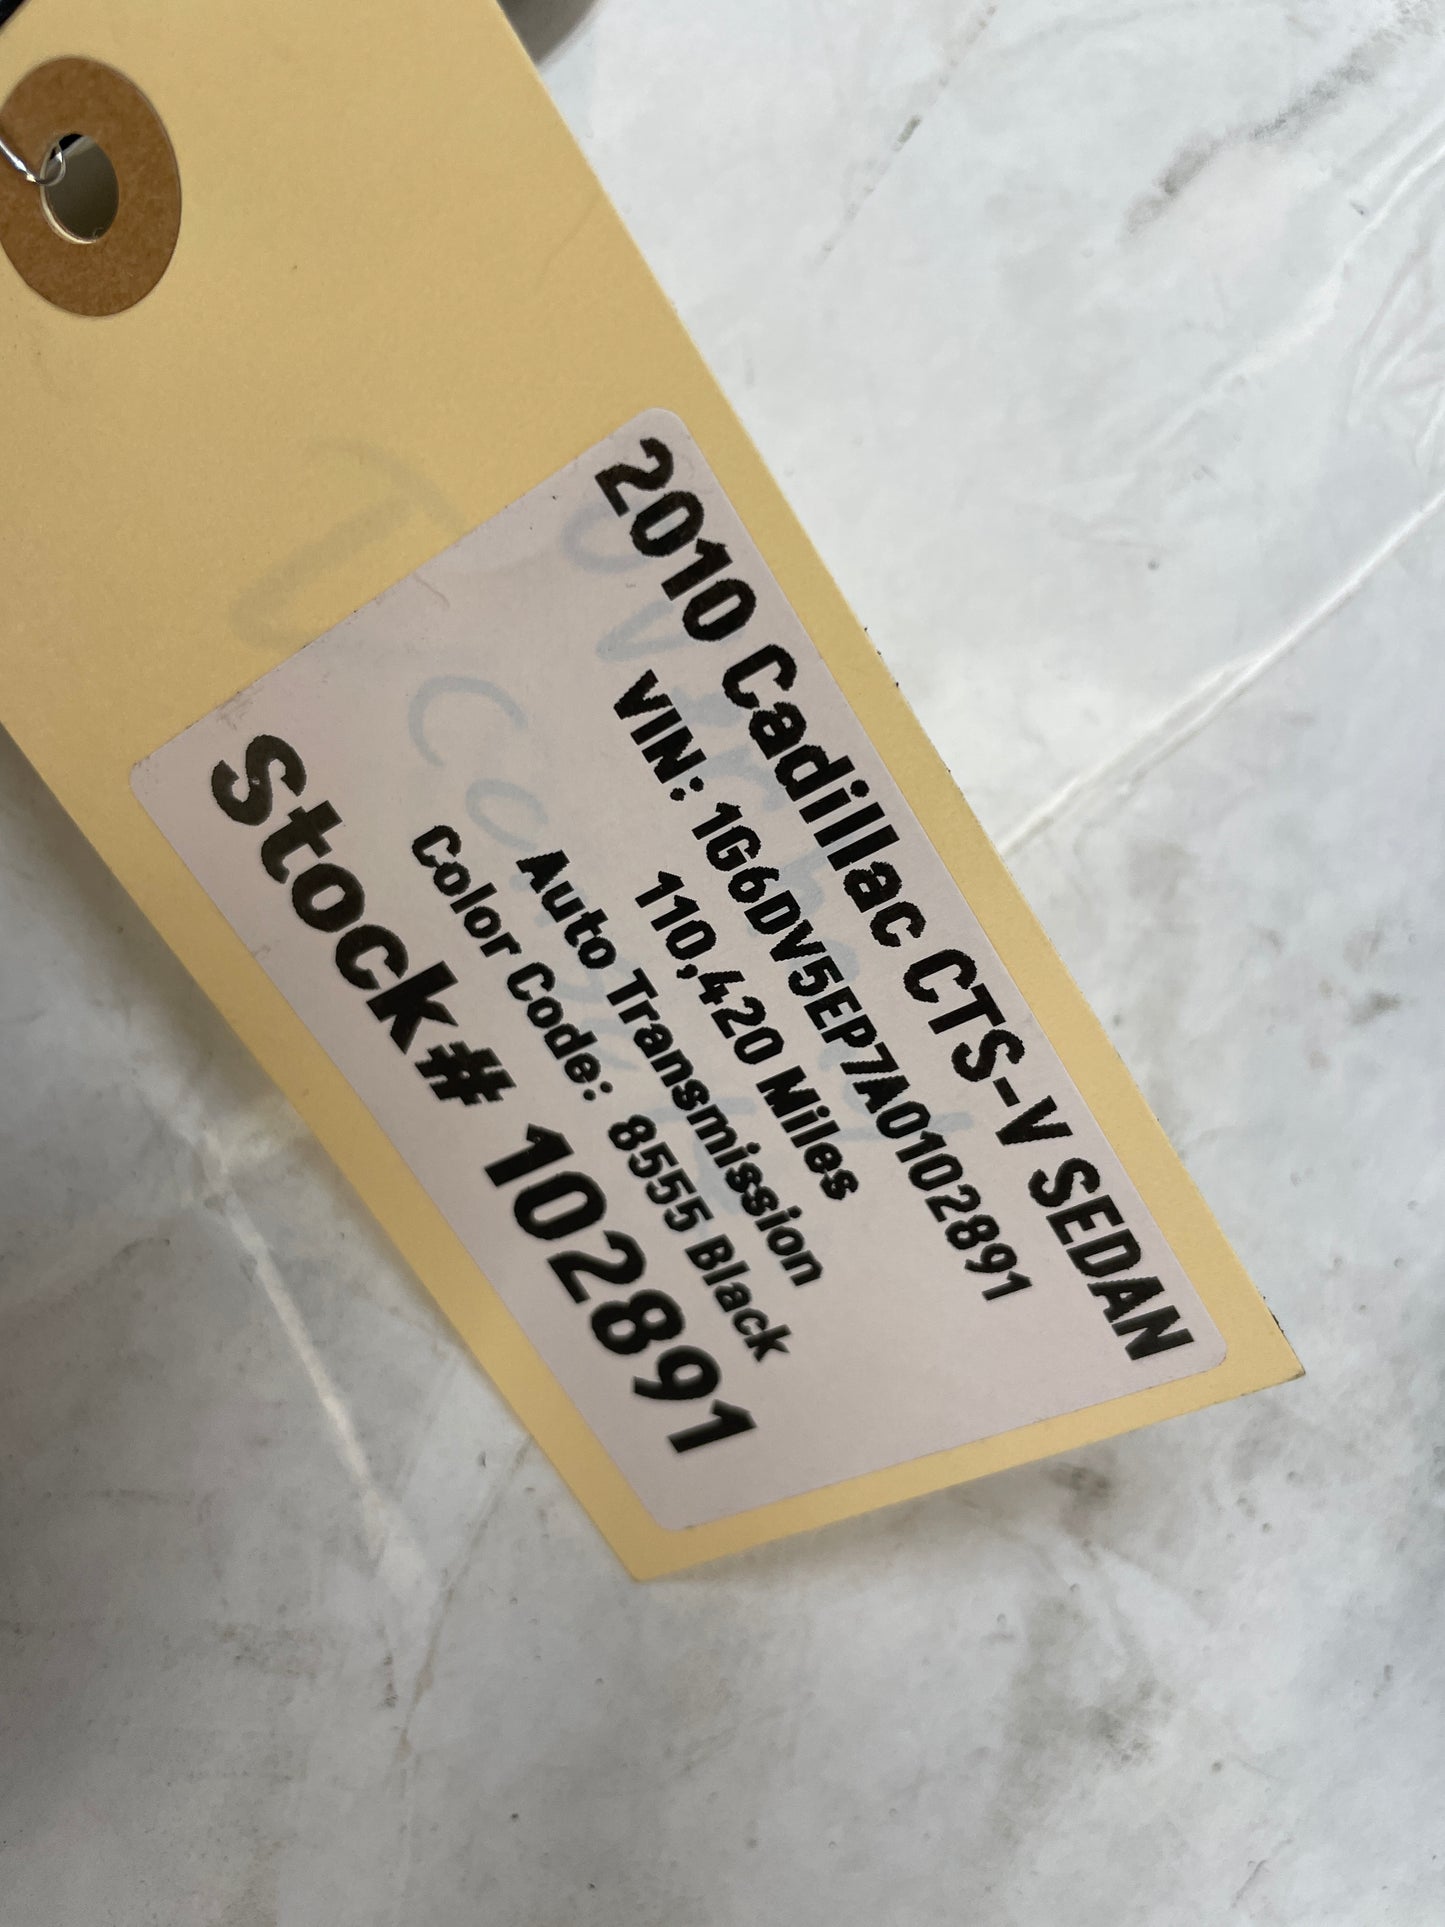 2010 Cadillac CTS-V SEDAN
VIN: 1G6DV5EP7A0102891
110,420 Miles
Auto Transmission
Color Code: 8555 Black
Stock# 102891